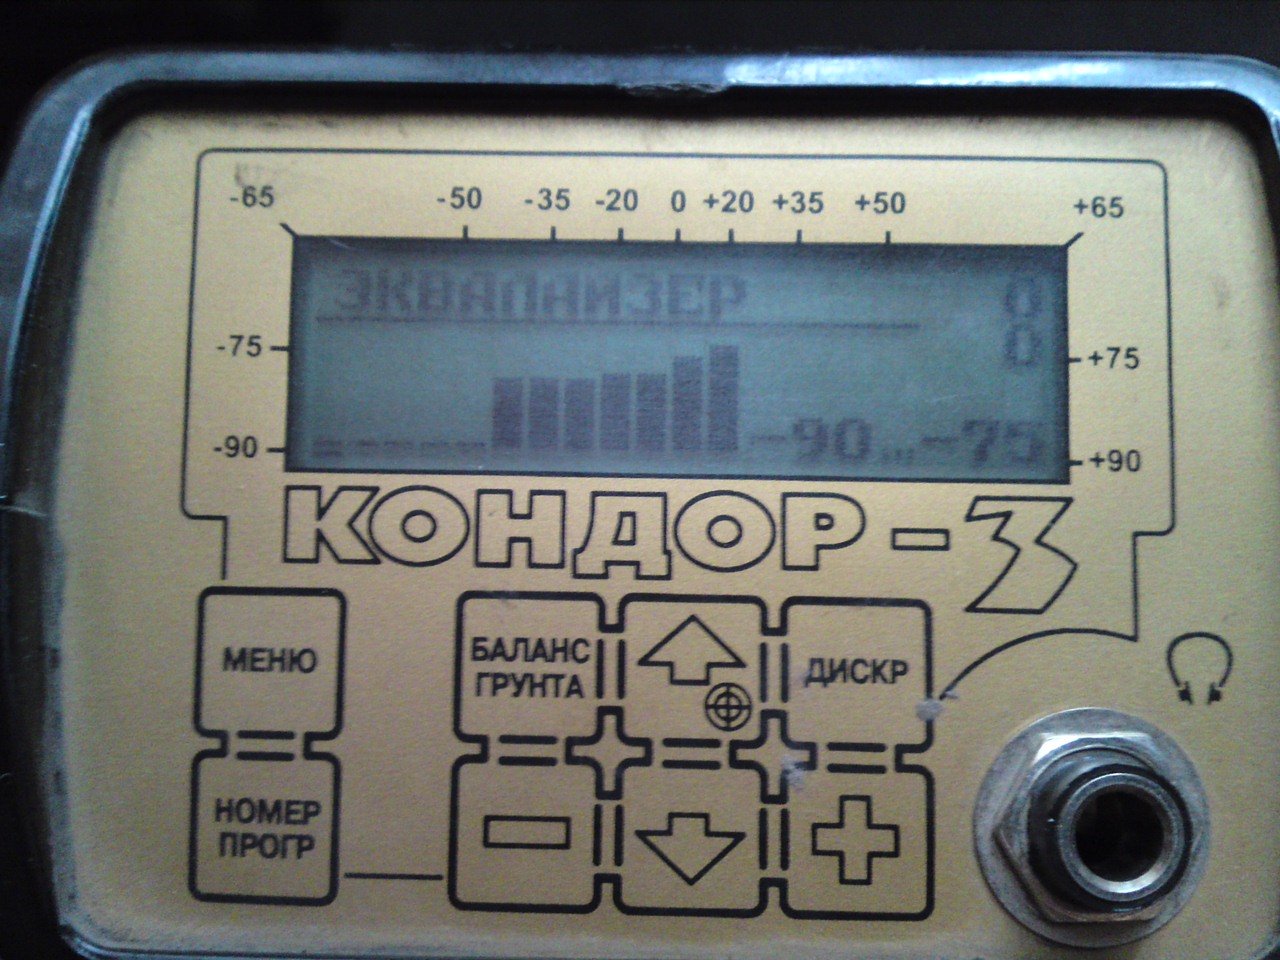 -65 -50 -35 -20 0 +20 +35 +50 +65
ЭКВАЛАЙЗЕР 0
-75 0 +75
-90 -90...-75 +90
КОНДОР-3
МЕНЮ
БАЛАНС
ГРУНТА
ДИСКР
НОМЕР
ПРОГР